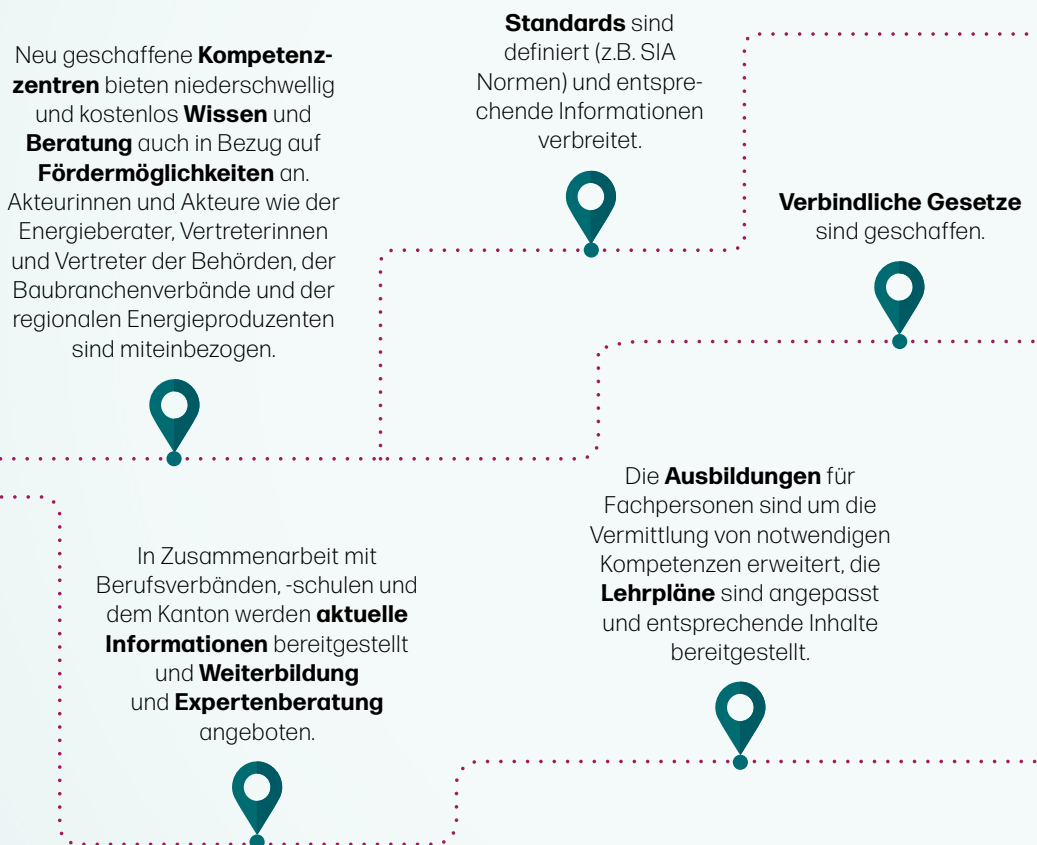 Neu geschaffene Kompetenz-
zentren bieten niederschwellig
und kostenlos Wissen und
Beratung auch in Bezug auf
Fördermöglichkeiten an.
Akteurinnen und Akteure wie der
Energieberater, Vertreterinnen
und Vertreter der Behörden, der
Baubranchenverbände und der
regionalen Energieproduzenten
sind miteinbezogen.
Standards sind
definiert (z.B. SIA
Normen) und entspre-
chende Informationen
verbreitet.
Verbindliche Gesetze
sind geschaffen.
In Zusammenarbeit mit
Berufsverbänden, -schulen und
dem Kanton werden aktuelle
Informationen bereitgestellt
und Weiterbildung
und Expertenberatung
angeboten.
Die Ausbildungen für
Fachpersonen sind um die
Vermittlung von notwendigen
Kompetenzen erweitert, die
Lehrpläne sind angepasst
und entsprechende Inhalte
bereitgestellt.